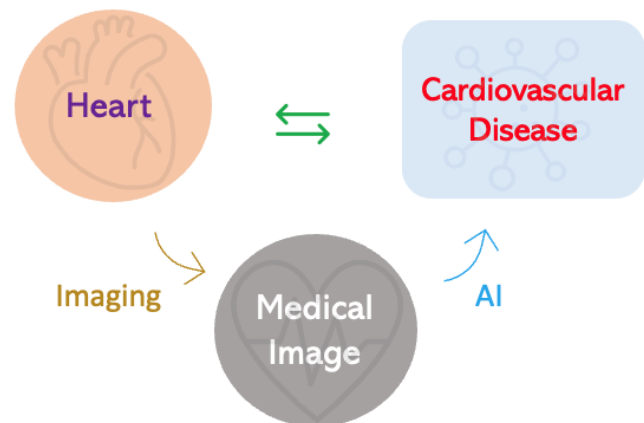 Heart
Cardiovascular
Disease
Imaging
Medical
Image
AI